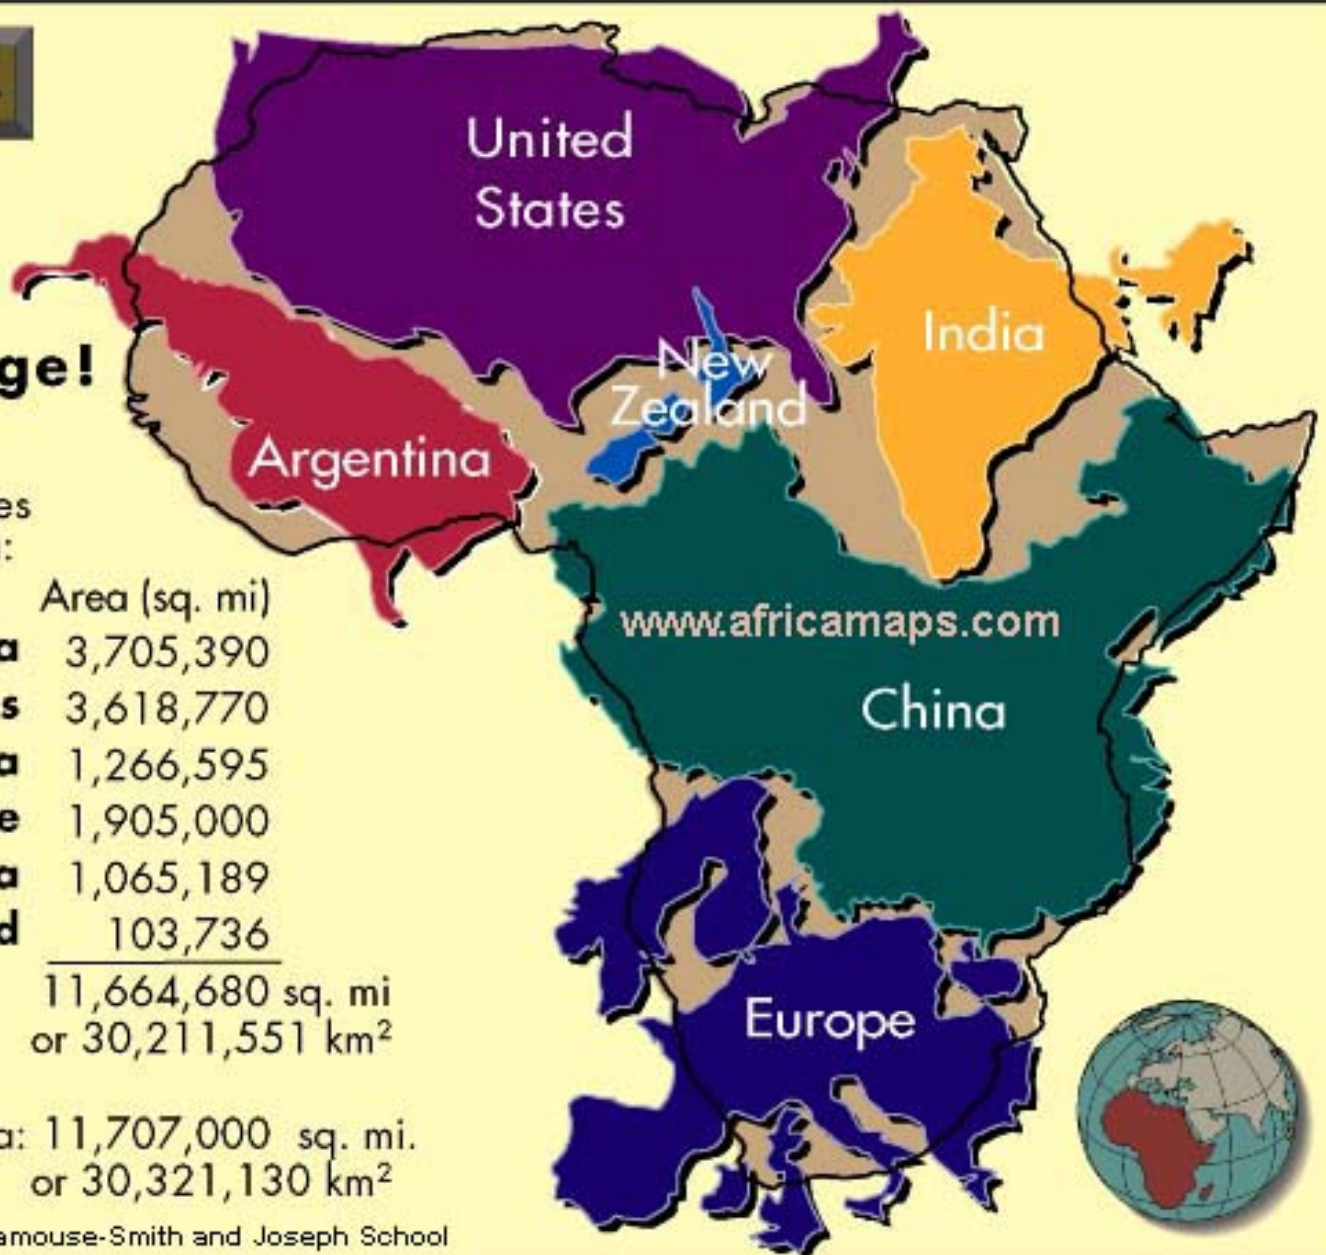 United
States
ge!
India
New
Zealand
Argentina
es
:
Area (sq. mi)
a 3,705,390
s 3,618,770
a 1,266,595
e 1,905,000
a 1,065,189
d 103,736
11,664,680 sq. mi
or 30,211,551 km²
www.africamaps.com
China
Europe
a: 11,707,000 sq. mi.
or 30,321,130 km²
amouse-Smith and Joseph School